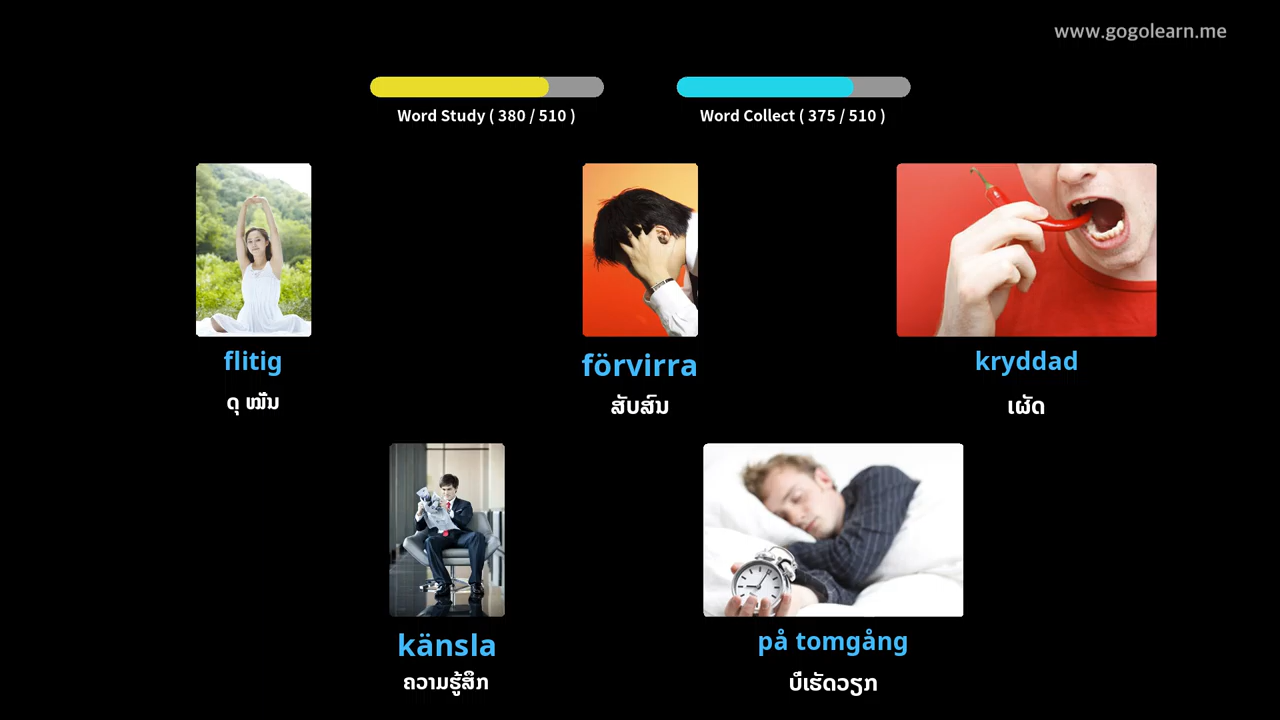 www.gogolearn.me
Word Study ( 380 / 510 )
Word Collect ( 375 / 510 )
flitig
förvirra
kryddad
ດຸ ໝັ່ນ
ສັບສົນ
ເຜັດ
känsla
på tomgång
ຄວາມຮູ້ສຶກ
ບໍ່ເຮັດວຽກ